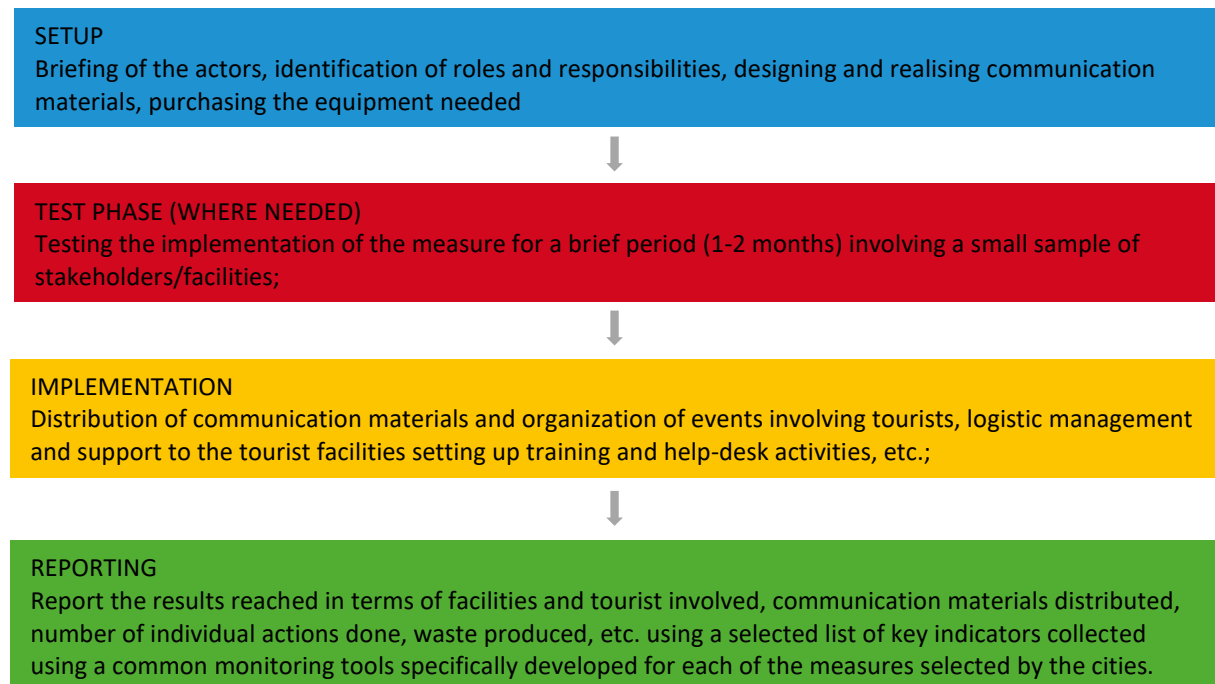 SETUP
Briefing of the actors, identification of roles and responsibilities, designing and realising communication
materials, purchasing the equipment needed
TEST PHASE (WHERE NEEDED)
Testing the implementation of the measure for a brief period (1-2 months) involving a small sample of
stakeholders/facilities;
IMPLEMENTATION
Distribution of communication materials and organization of events involving tourists, logistic management
and support to the tourist facilities setting up training and help-desk activities, etc.;
REPORTING
Report the results reached in terms of facilities and tourist involved, communication materials distributed,
number of individual actions done, waste produced, etc. using a selected list of key indicators collected
using a common monitoring tools specifically developed for each of the measures selected by the cities.